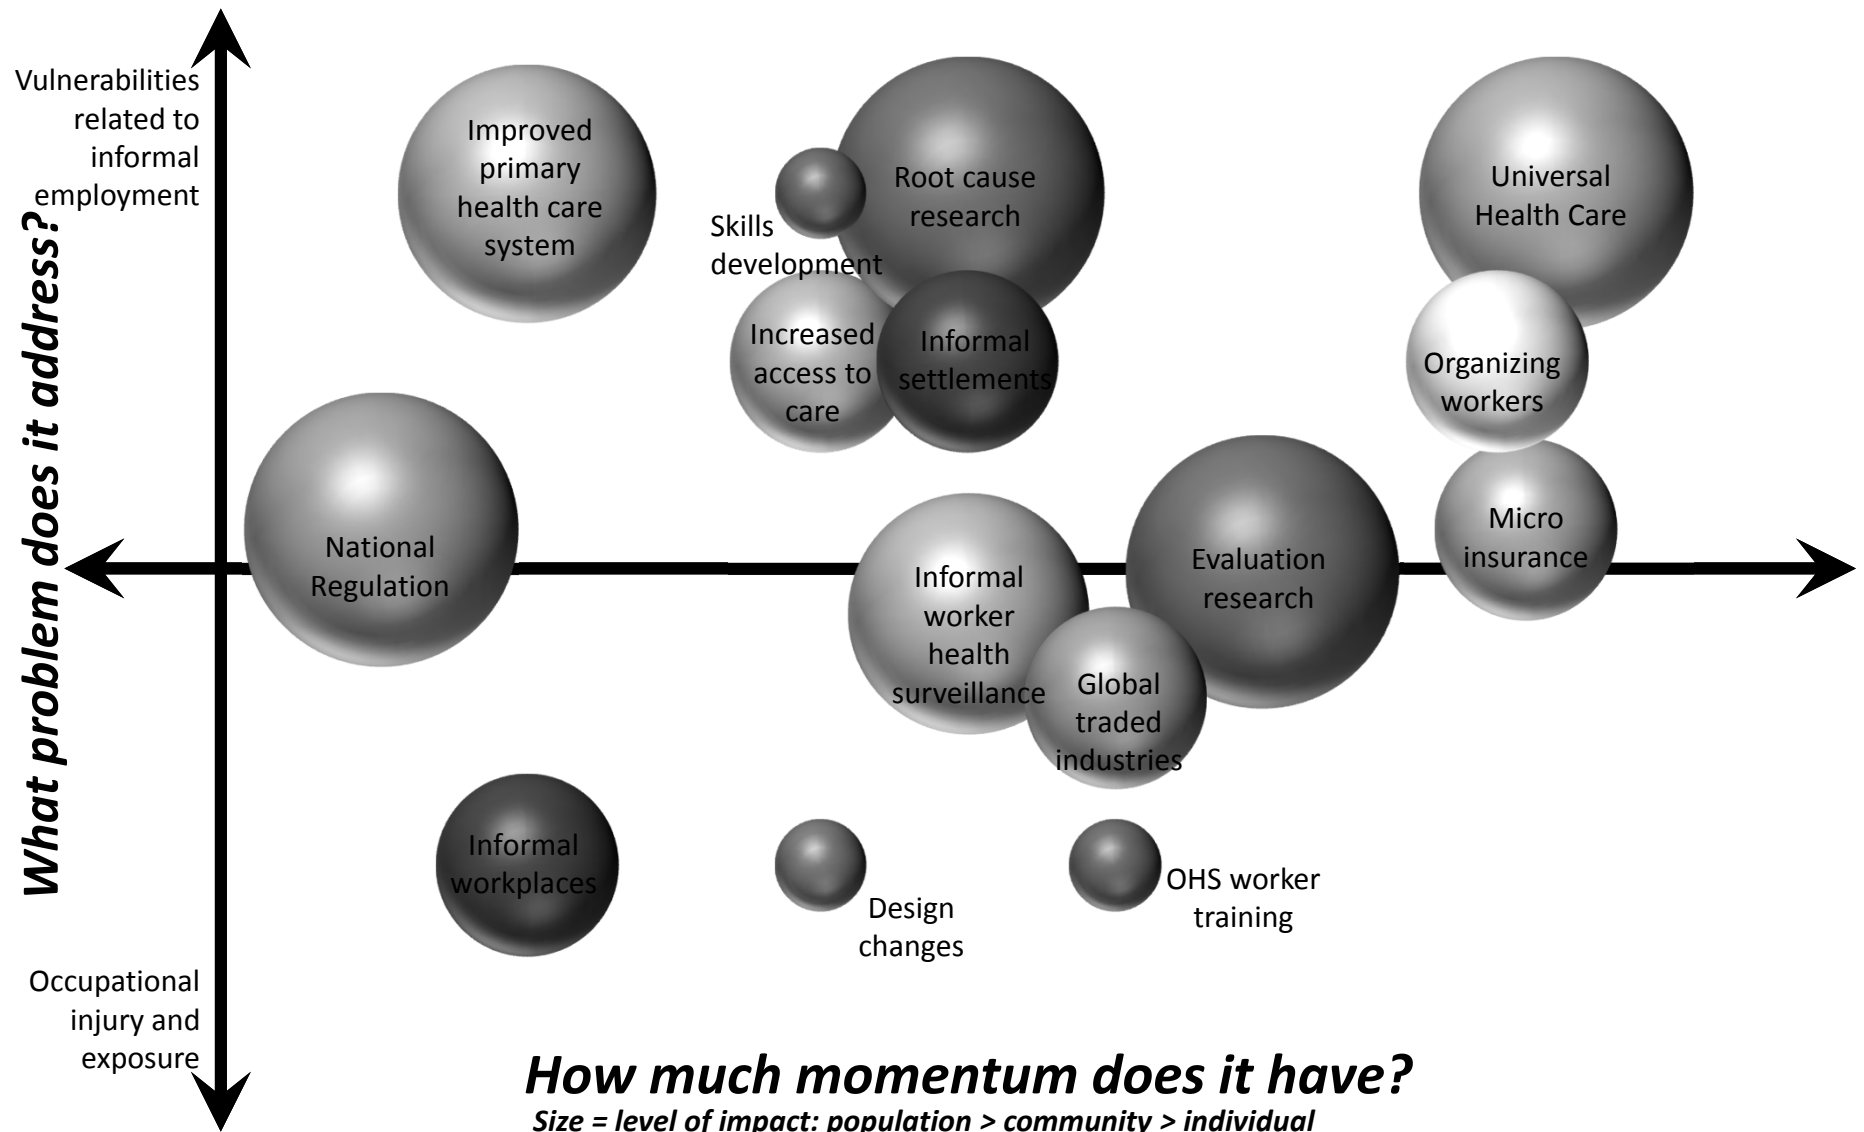 Vulnerabilities
related to
informal
employment
What problem does it address?
Occupational
injury and
exposure
Improved
primary
health care
system
Skills
development
Root cause
research
Universal
Health Care
Increased
access to
care
Informal
settlements
Organizing
workers
National
Regulation
Informal
worker
health
surveillance
Evaluation
research
Micro
insurance
Global
traded
industries
Informal
workplaces
Design
changes
OHS worker
training
How much momentum does it have?
Size = level of impact: population > community > individual